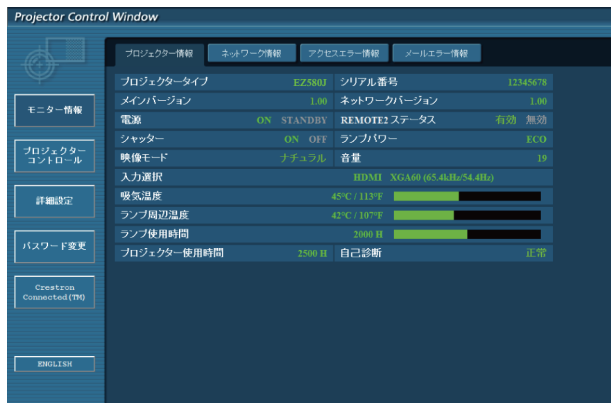 Projector Control Window
プロジェクター情報 ネットワーク情報 アクセスエラー情報 メールエラー情報
モニター情報
プロジェクター
コントロール
詳細設定
パスワード変更
Crestron
Connected(TM)
ENGLISH
プロジェクタータイプ EZ580J シリアル番号 12345678
メインバージョン 1.00 ネットワークバージョン 1.00
電源 ON STANDBY REMOTE2 ステータス 有効 無効
シャッター ON OFF ランプパワー ECO
映像モード ナチュラル 音量 19
入力選択 HDMI XGA60 (65.4kHz/54.4Hz)
吸気温度 45°C / 113°F
ランプ周辺温度 42°C / 107°F
ランプ使用時間 2000 H
プロジェクター使用時間 2500 H 自己診断 正常